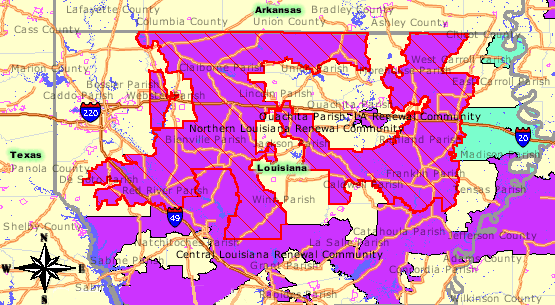 Lafayette County
Arkansas
Bradley County
Columbia County
Union County
Ashley County
Cass County
Chicot County
Marion County
Claiborne Parish
Union Parish
Morehouse Parish
West Carroll Parish
East Carroll Parish
Bossier Parish
Caddo Parish
Webster Parish
Lincoln Parish
Ouachita Parish
220
Ouachita Parish, LA Renewal Community
Northern Louisiana Renewal Community
Bienville Parish
Jackson Parish
Richland Parish
20
Madison Parish
Texas
Panola County
Louisiana
De Soto Parish
Red River Parish
Caldwell Parish
Franklin Parish
Tensas Parish
Winn Parish
49
Shelby County
Natchitoches Parish
Catahoula Parish
Jefferson County
La Salle Parish
N
W
E
S
Sabine Parish
Central Louisiana Renewal Community
Grant Parish
Adams County
Concordia Parish
Rapides Parish
Wilkinson County